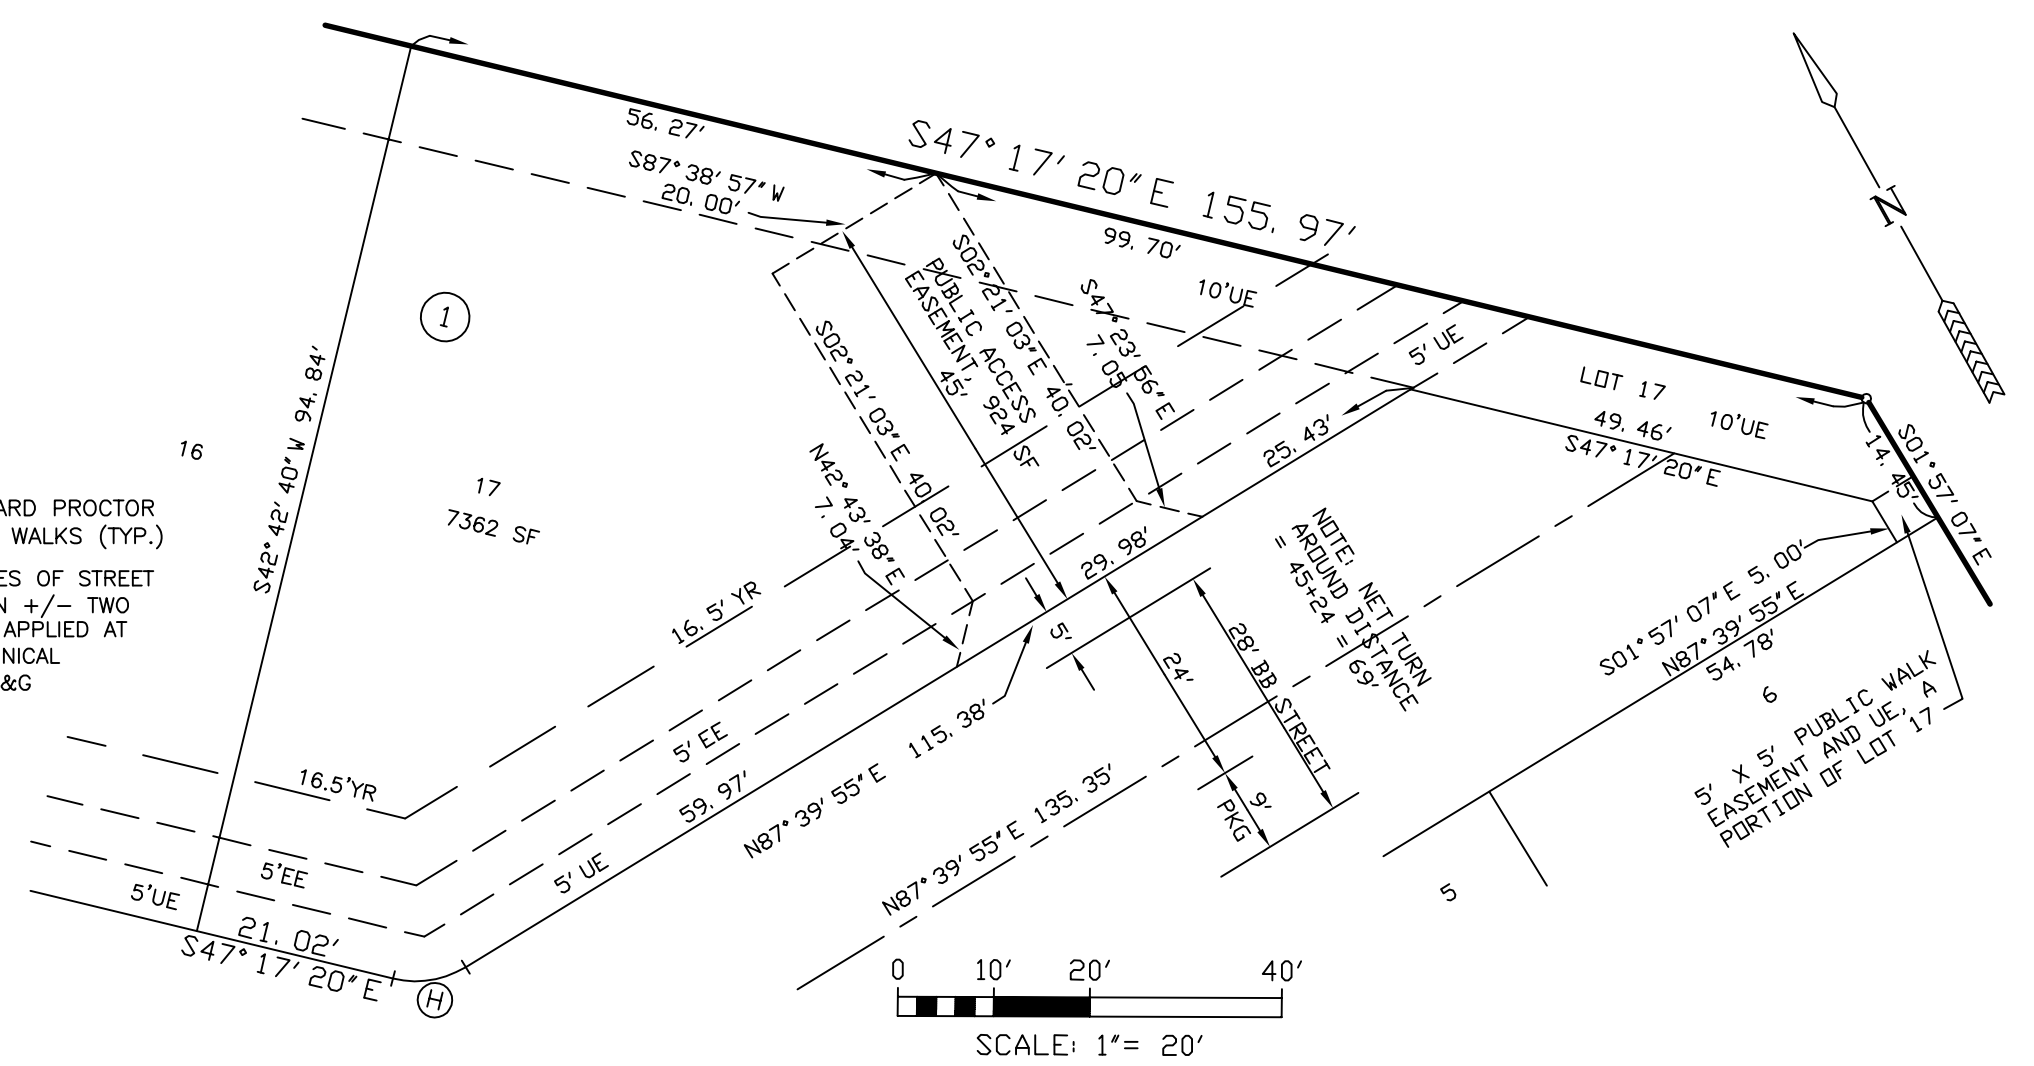 56.27'
S47°17'20"E 155.97'
S87°38'57"W
20.00'
99.70'
N
10'UE
S02°21'03"E 40.02'
PUBLIC ACCESS
EASEMENT, 924 SF
45'
S47°23'56"E
7.05'
1
S02°21'03"E 40.02'
5' UE
LOT 17
49.46'
10'UE
S47°17'20"E
S01°57'07"E
14.45'
S42°42'40"W 94.84'
16
17
7362 SF
N42°43'38"E
7.04'
25.43'
29.98'
ARD PROCTOR
WALKS (TYP.)
ES OF STREET
N +/- TWO
APPLIED AT
NICAL
&G
NOTE: NET TURN
AROUND DISTANCE
= 45+24 = 69'
S01°57'07"E 5.00'
N87°39'55"E
54.78'
16.5' YR
5'
24'
28' BB STREET
6
5' X 5' PUBLIC WALK
EASEMENT AND UE, A
PORTION OF LOT 17
5' EE
59.97'
N87°39'55"E 115.38'
16.5'YR
N87°39'55"E 135.35'
9'
PKG
5'EE
5' UE
5'UE
5
21.02'
S47°17'20"E
H
0 10' 20' 40'
SCALE: 1"= 20'